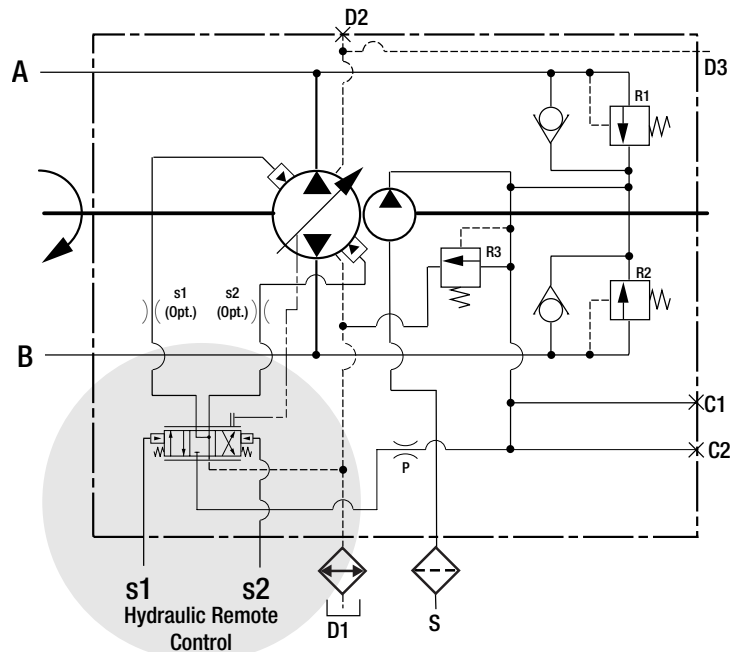 D2
A
D3
R1
s1
(Opt.)
s2
(Opt.)
R3
R2
B
C1
C2
P
s1
s2
Hydraulic Remote
Control
D1
S